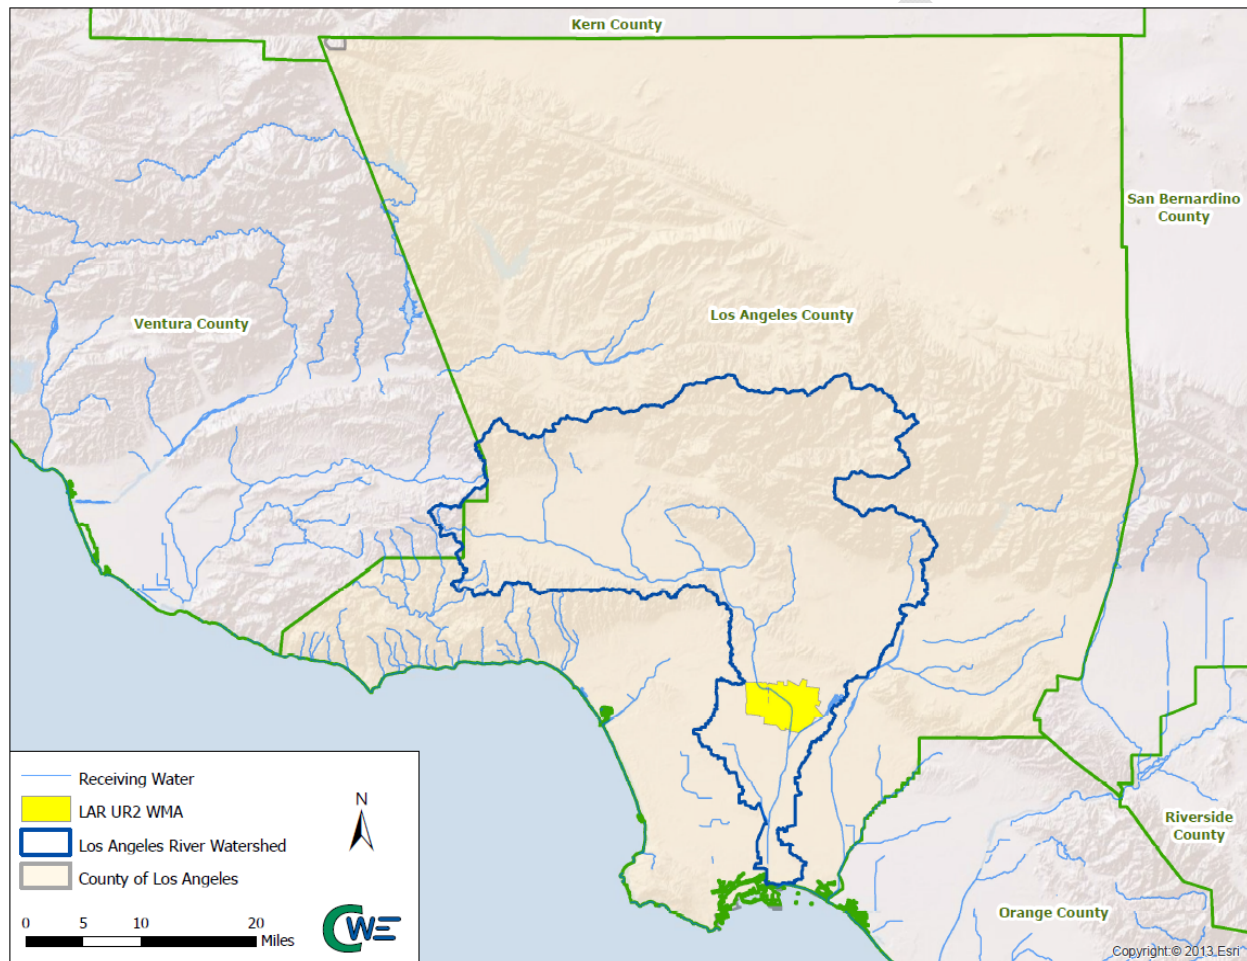 Kern County
San Bernardino
County
Los Angeles County
Ventura County
Receiving Water
LAR UR2 WMA
Los Angeles River Watershed
County of Los Angeles
N
0 5 10 20
Miles
CWE
Riverside
County
Orange County
Copyright:© 2013 Esri